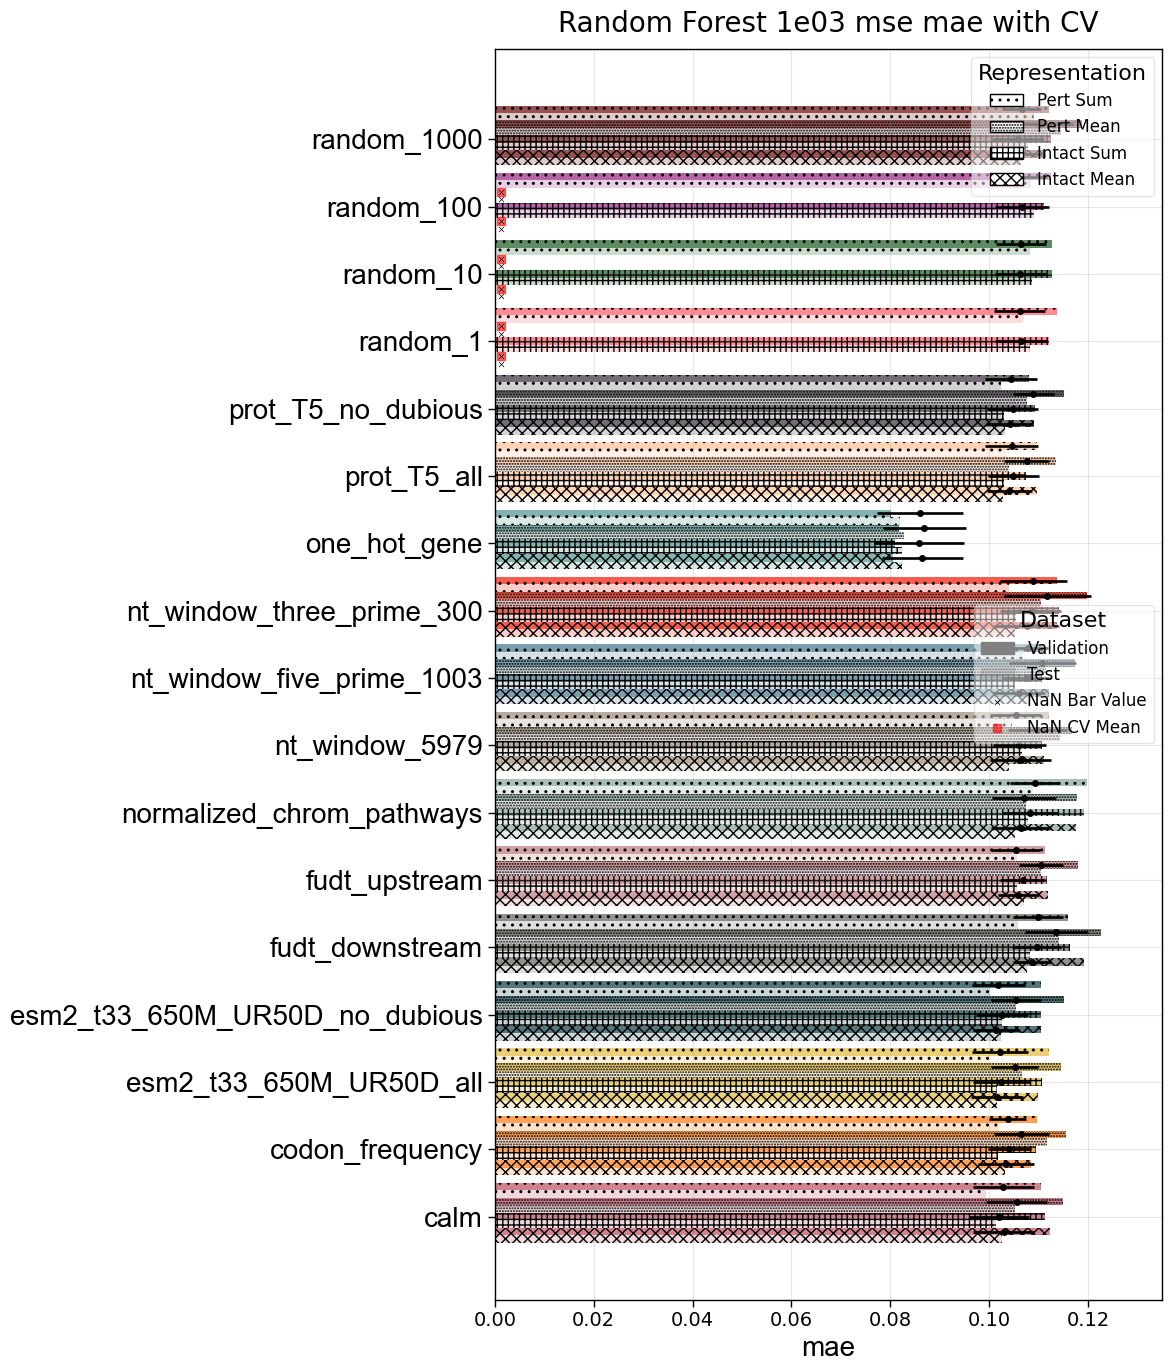 Random Forest 1e03 mse mae with CV
Representation
Pert Sum
Pert Mean
Intact Sum
Intact Mean
random_1000
random_100
random_10
random_1
prot_T5_no_dubious
prot_T5_all
one_hot_gene
nt_window_three_prime_300
Dataset
Validation
Test
NaN Bar Value
NaN CV Mean
nt_window_five_prime_1003
nt_window_5979
normalized_chrom_pathways
fudt_upstream
fudt_downstream
esm2_t33_650M_UR50D_no_dubious
esm2_t33_650M_UR50D_all
codon_frequency
calm
0.00 0.02 0.04 0.06 0.08 0.10 0.12
mae